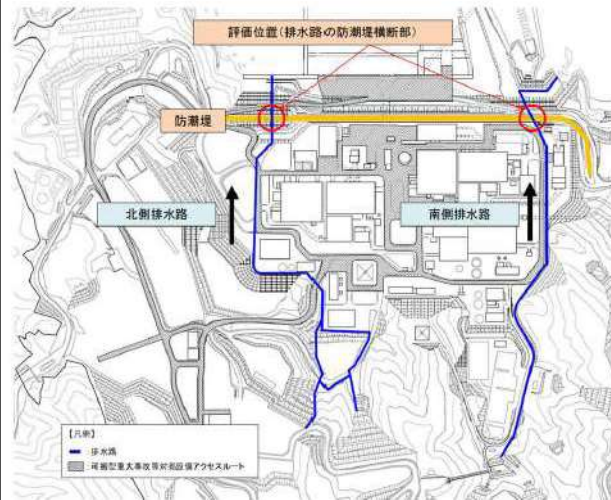 評価位置(排水路の防潮堤横断部)
防潮堤
北側排水路
南側排水路
【凡例】
排水路
可搬型重大事故等対処設備アクセスルート